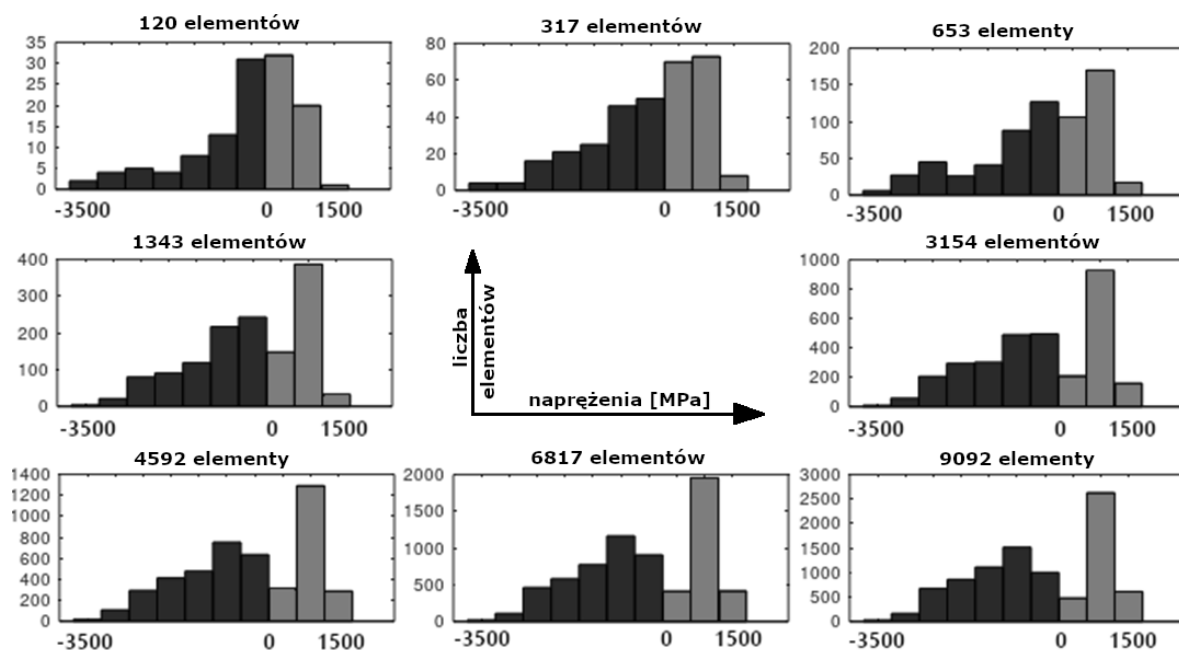 120 elementów
35
30
25
20
15
10
5
0
-3500 0 1500
317 elementów
80
60
40
20
0
-3500 0 1500
653 elementy
200
150
100
50
0
-3500 0 1500
1343 elementów
400
300
200
100
0
-3500 0 1500
liczba
elementów
naprężenia [MPa]
3154 elementów
1000
800
600
400
200
0
-3500 0 1500
4592 elementy
1400
1200
1000
800
600
400
200
0
-3500 0 1500
6817 elementów
2000
1500
1000
500
0
-3500 0 1500
9092 elementy
3000
2500
2000
1500
1000
500
0
-3500 0 1500